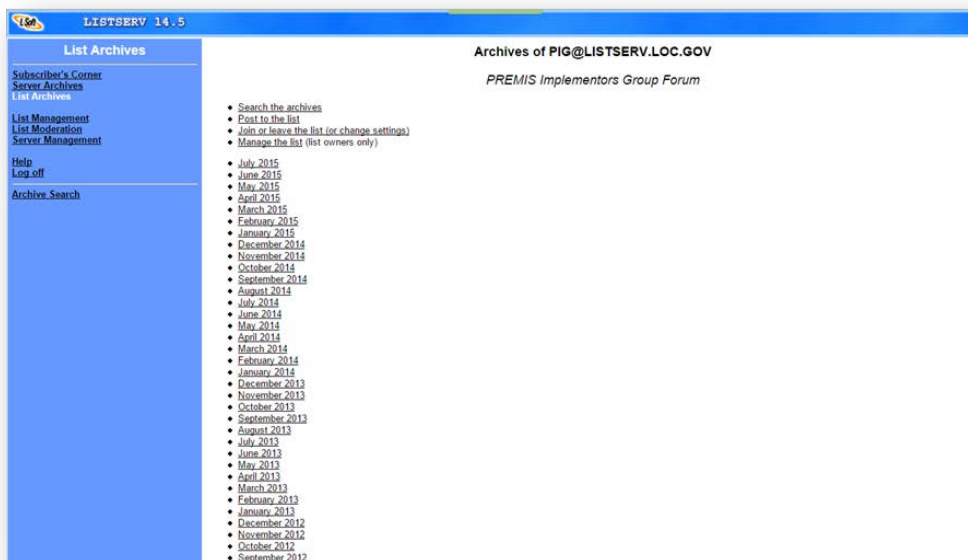 L-Soft
LISTSERV 14.5
List Archives
Subscriber's Corner
Server Archives
List Archives
List Management
List Moderation
Server Management
Help
Log off
Archive Search
Archives of PIG@LISTSERV.LOC.GOV
PREMIS Implementors Group Forum
Search the archives
Post to the list
Join or leave the list (or change settings)
Manage the list (list owners only)
July 2015
June 2015
May 2015
April 2015
March 2015
February 2015
January 2015
December 2014
November 2014
October 2014
September 2014
August 2014
July 2014
June 2014
May 2014
April 2014
March 2014
February 2014
January 2014
December 2013
November 2013
October 2013
September 2013
August 2013
July 2013
June 2013
May 2013
April 2013
March 2013
February 2013
January 2013
December 2012
November 2012
October 2012
September 2012